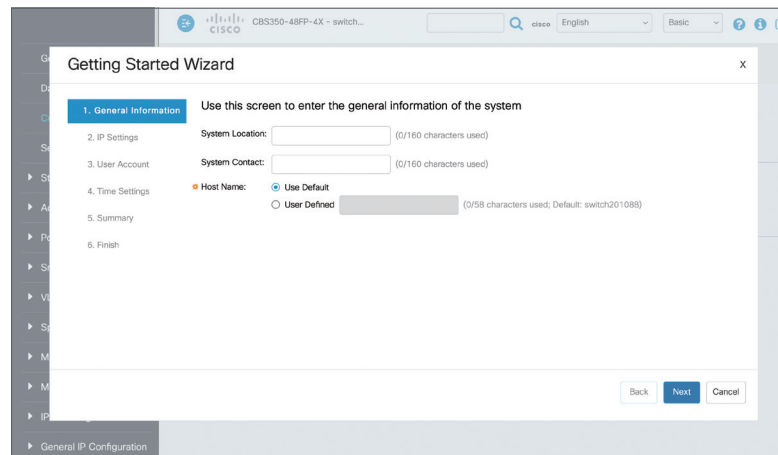 CISCO
CBS350-48FP-4X - switch...
cisco
English
Basic
Getting Started Wizard
X
1. General Information
2. IP Settings
3. User Account
4. Time Settings
5. Summary
6. Finish
Use this screen to enter the general information of the system
System Location:
(0/160 characters used)
System Contact:
(0/160 characters used)
Host Name:
Use Default
User Defined
(0/58 characters used; Default: switch201088)
Back
Next
Cancel
General IP Configuration